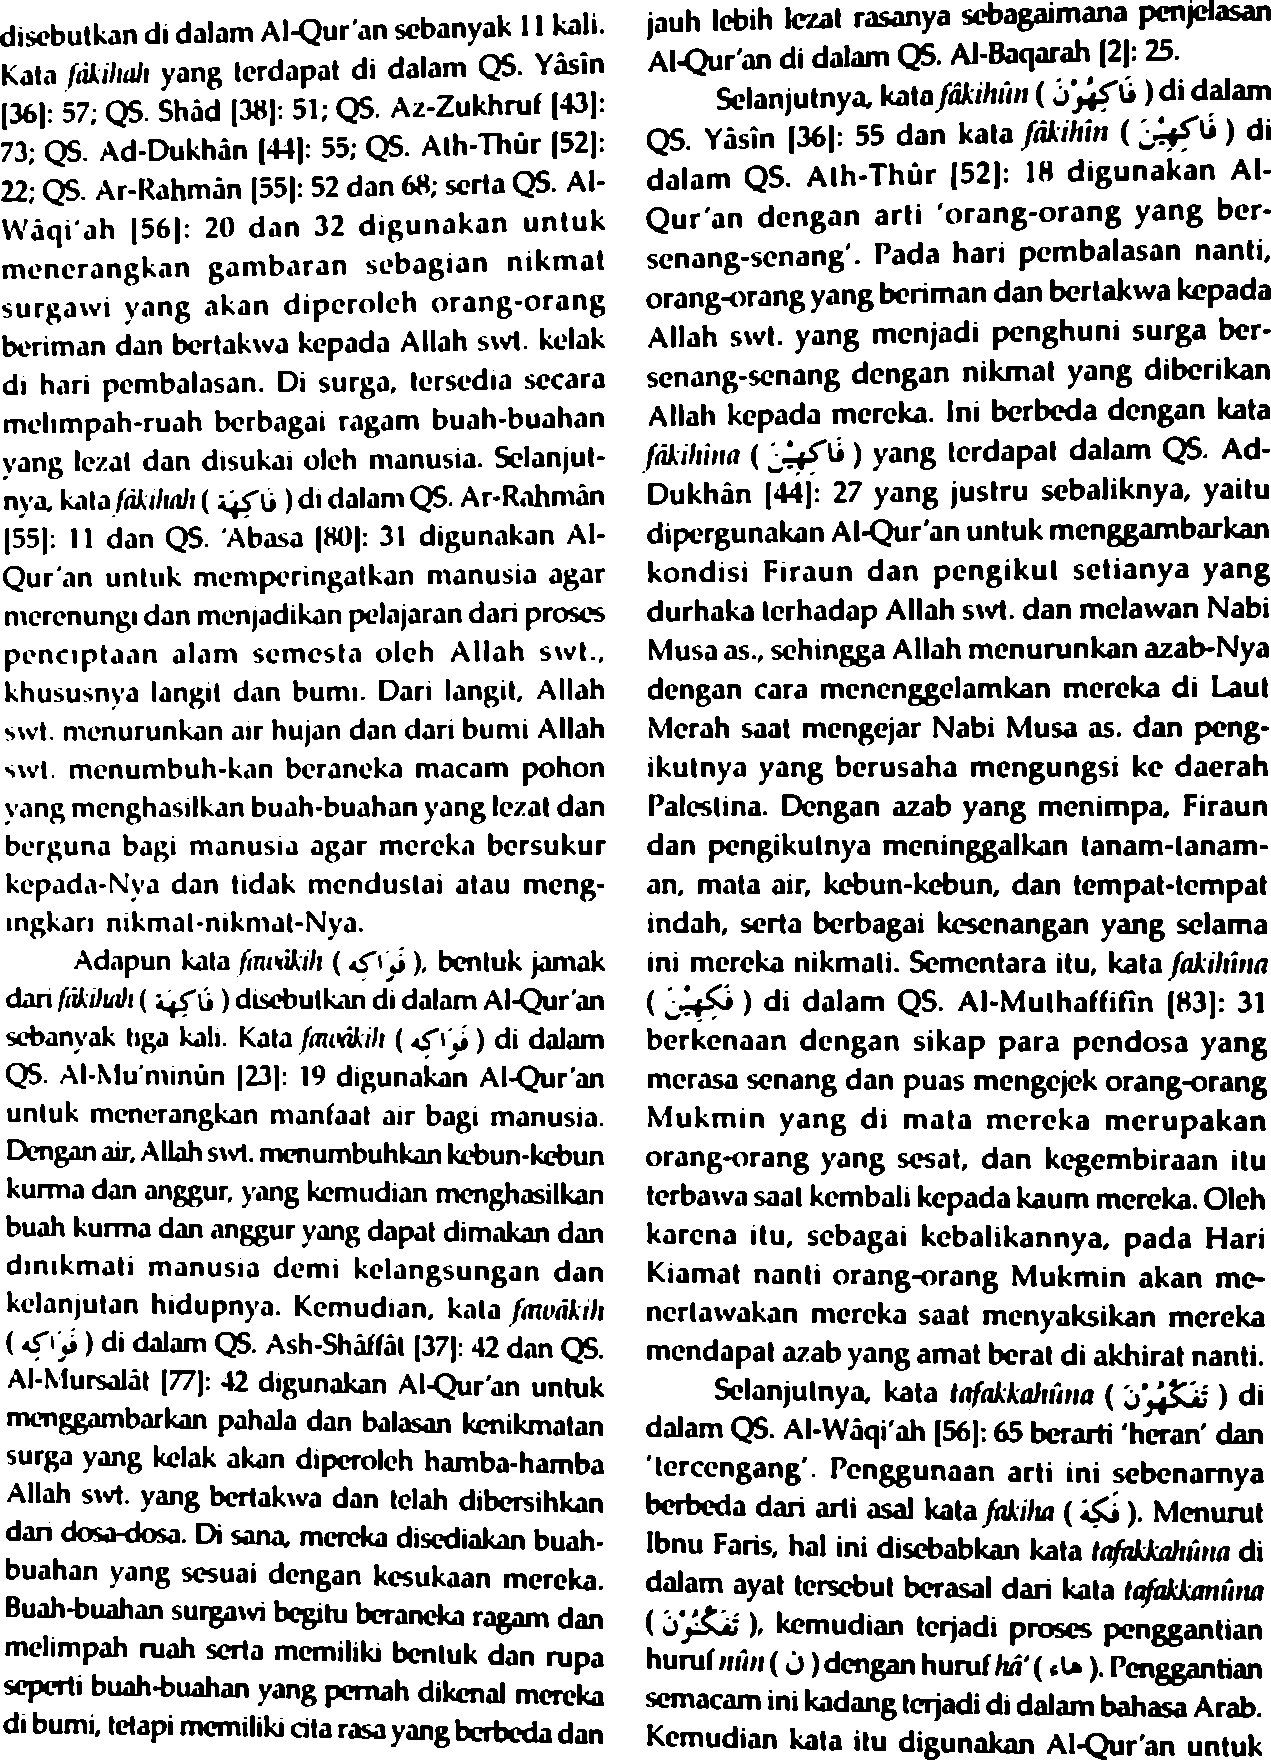 disebutkan di dalam Al-Qur'an sebanyak 11 kali.
Kata fâkihah yang terdapat di dalam QS. Yâsîn
[36]: 57; QS. Shâd [38]: 51; QS. Az-Zukhruf [43]:
73; QS. Ad-Dukhân [44]: 55; QS. Ath-Thûr [52]:
22; QS. Ar-Rahmân [55]: 52 dan 68; serta QS. Al-
Wâqi'ah [56]: 20 dan 32 digunakan untuk
menerangkan gambaran sebagian nikmat
surgawi yang akan diperoleh orang-orang
beriman dan bertakwa kepada Allah swt. kelak
di hari pembalasan. Di surga, tersedia secara
melimpah-ruah berbagai ragam buah-buahan
yang lezat dan disukai oleh manusia. Selanjut-
nya, kata fâkihah ( فَاكِهَة ) di dalam QS. Ar-Rahmân
[55]: 11 dan QS. 'Abasa [80]: 31 digunakan Al-
Qur'an untuk memperingatkan manusia agar
merenungi dan menjadikan pelajaran dari proses
penciptaan alam semesta oleh Allah swt.,
khususnya langit dan bumi. Dari langit, Allah
swt. menurunkan air hujan dan dari bumi Allah
swt. menumbuh-kan beraneka macam pohon
yang menghasilkan buah-buahan yang lezat dan
berguna bagi manusia agar mereka bersukur
kepada-Nya dan tidak mendustai atau meng-
ingkari nikmat-nikmat-Nya.
Adapun kata fawâkih ( فَوَاكِه ), bentuk jamak
dari fâkihah ( فَاكِهَة ) disebutkan di dalam Al-Qur'an
sebanyak tiga kali. Kata fawâkih ( فَوَاكِه ) di dalam
QS. Al-Mu'minûn [23]: 19 digunakan Al-Qur'an
untuk menerangkan manfaat air bagi manusia.
Dengan air, Allah swt. menumbuhkan kebun-kebun
kurma dan anggur, yang kemudian menghasilkan
buah kurma dan anggur yang dapat dimakan dan
dinikmati manusia demi kelangsungan dan
kelanjutan hidupnya. Kemudian, kata fawâkih
( فَوَاكِه ) di dalam QS. Ash-Shâffât [37]: 42 dan QS.
Al-Mursalât [77]: 42 digunakan Al-Qur'an untuk
menggambarkan pahala dan balasan kenikmatan
surga yang kelak akan diperoleh hamba-hamba
Allah swt. yang bertakwa dan telah dibersihkan
dari dosa-dosa. Di sana, mereka disediakan buah-
buahan yang sesuai dengan kesukaan mereka.
Buah-buahan surgawi begitu beraneka ragam dan
melimpah ruah serta memiliki bentuk dan rupa
seperti buah-buahan yang pernah dikenal mereka
di bumi, tetapi memiliki cita rasa yang berbeda dan
jauh lebih lezat rasanya sebagaimana penjelasan
Al-Qur'an di dalam QS. Al-Baqarah [2]: 25.
Selanjutnya, kata fâkihûn ( فَاكِهُوْنَ ) di dalam
QS. Yâsîn [36]: 55 dan kata fâkihîn ( فَاكِهِيْنَ ) di
dalam QS. Ath-Thûr [52]: 18 digunakan Al-
Qur'an dengan arti 'orang-orang yang ber-
senang-senang'. Pada hari pembalasan nanti,
orang-orang yang beriman dan bertakwa kepada
Allah swt. yang menjadi penghuni surga ber-
senang-senang dengan nikmat yang diberikan
Allah kepada mereka. Ini berbeda dengan kata
fâkihîna ( فَاكِهِيْنَ ) yang terdapat dalam QS. Ad-
Dukhân [44]: 27 yang justru sebaliknya, yaitu
dipergunakan Al-Qur'an untuk menggambarkan
kondisi Firaun dan pengikut setianya yang
durhaka terhadap Allah swt. dan melawan Nabi
Musa as., sehingga Allah menurunkan azab-Nya
dengan cara menenggelamkan mereka di Laut
Merah saat mengejar Nabi Musa as. dan peng-
ikutnya yang berusaha mengungsi ke daerah
Palestina. Dengan azab yang menimpa, Firaun
dan pengikutnya meninggalkan tanam-tanam-
an, mata air, kebun-kebun, dan tempat-tempat
indah, serta berbagai kesenangan yang selama
ini mereka nikmati. Sementara itu, kata fakihîna
( فَكِهِيْنَ ) di dalam QS. Al-Muthaffifîn [83]: 31
berkenaan dengan sikap para pendosa yang
merasa senang dan puas mengejek orang-orang
Mukmin yang di mata mereka merupakan
orang-orang yang sesat, dan kegembiraan itu
terbawa saat kembali kepada kaum mereka. Oleh
karena itu, sebagai kebalikannya, pada Hari
Kiamat nanti orang-orang Mukmin akan me-
nertawakan mereka saat menyaksikan mereka
mendapat azab yang amat berat di akhirat nanti.
Selanjutnya, kata tafakkahûna ( تَفَكَّهُوْنَ ) di
dalam QS. Al-Wâqi'ah [56]: 65 berarti 'heran' dan
'tercengang'. Penggunaan arti ini sebenarnya
berbeda dari arti asal kata fakiha ( فَكِهَ ). Menurut
Ibnu Faris, hal ini disebabkan kata tafakkahûna di
dalam ayat tersebut berasal dari kata tafakkanûna
( تَفَكَّنُوْنَ ), kemudian terjadi proses penggantian
huruf nûn ( ن ) dengan huruf hâ' ( هاء ). Penggantian
semacam ini kadang terjadi di dalam bahasa Arab.
Kemudian kata itu digunakan Al-Qur'an untuk